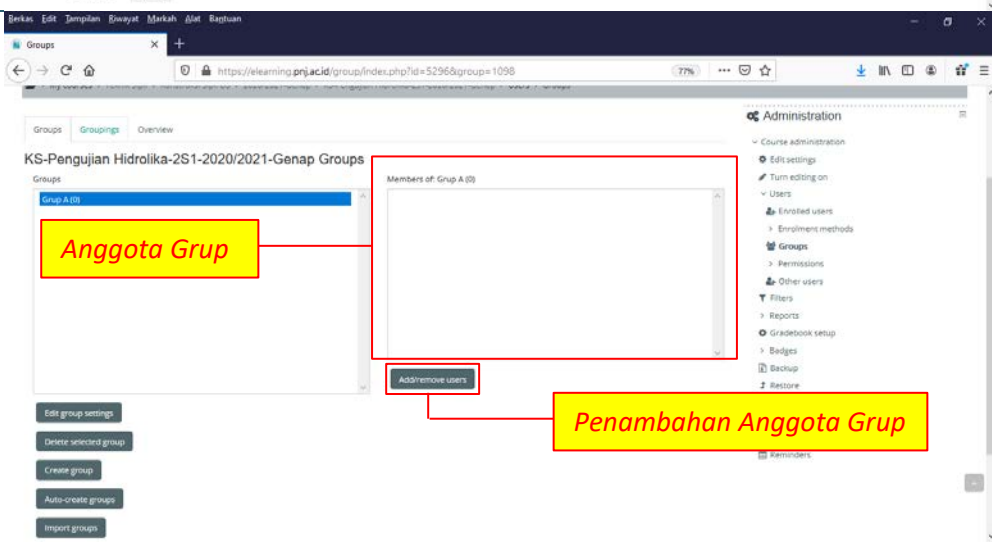 Berkas Edit Tampilan Riwayat Markah Alat Bantuan
Groups
https://elearning.pnj.ac.id/group/index.php?id=5296&group=1098
77%
Groups Groupings Overview
KS-Pengujian Hidrolika-2S1-2020/2021-Genap Groups
Groups
Grup A (0)
Anggota Grup
Members of: Grup A (0)
Add/remove users
Penambahan Anggota Grup
Edit group settings
Delete selected group
Create group
Auto-create groups
Import groups
Administration
Course administration
Edit settings
Turn editing on
Users
Enrolled users
Enrolment methods
Groups
Permissions
Other users
Filters
Reports
Gradebook setup
Badges
Backup
Restore
Reminders